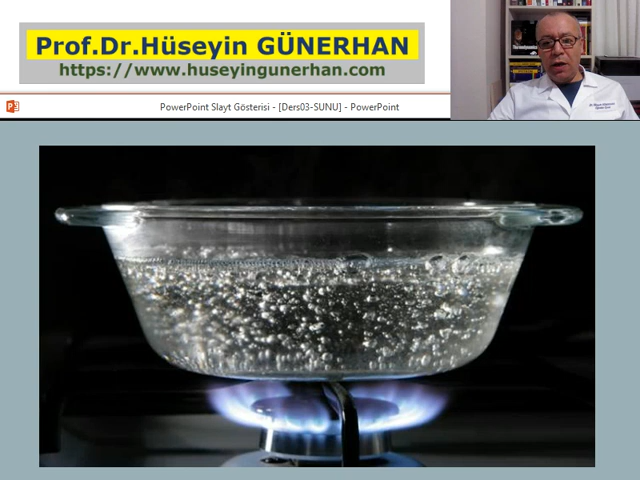 Prof.Dr.Hüseyin GÜNERHAN
https://www.huseyingunerhan.com
PowerPoint Slayt Gösterisi - [Ders03-SUNU] - PowerPoint